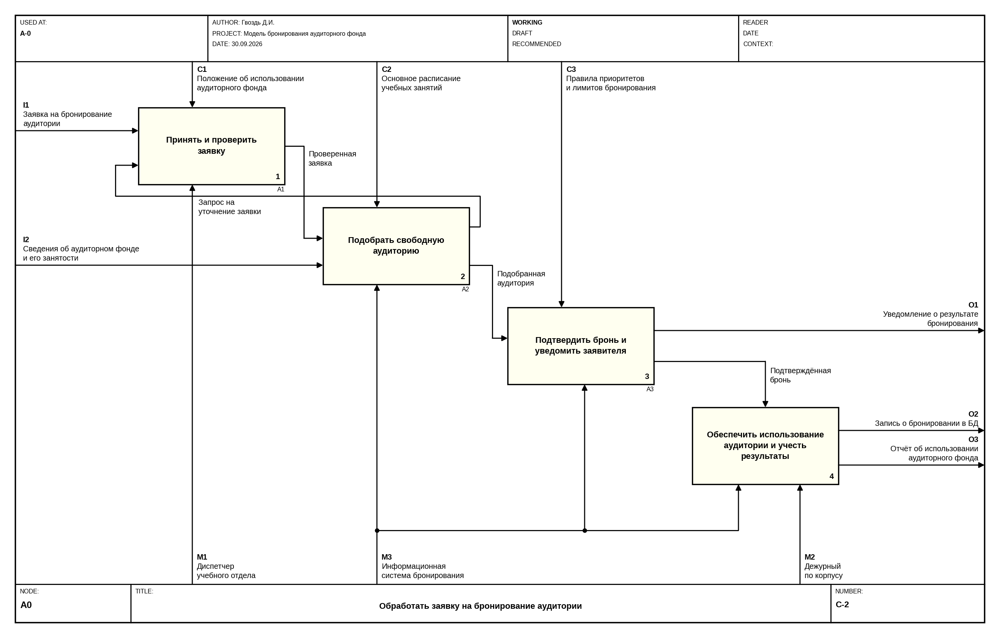 USED AT:
A-0
AUTHOR: Гвоздь Д.И.
PROJECT: Модель бронирования аудиторного фонда
DATE: 30.09.2026
WORKING
DRAFT
RECOMMENDED
READER
DATE
CONTEXT:
C1
Положение об использовании
аудиторного фонда
C2
Основное расписание
учебных занятий
C3
Правила приоритетов
и лимитов бронирования
I1
Заявка на бронирование
аудитории
Принять и проверить
заявку
1
A1
Проверенная
заявка
Запрос на
уточнение заявки
I2
Сведения об аудиторном фонде
и его занятости
Подобрать свободную
аудиторию
2
A2
Подобранная
аудитория
O1
Уведомление о результате
бронирования
Подтвердить бронь и
уведомить заявителя
3
A3
Подтверждённая
бронь
O2
Запись о бронировании в БД
Обеспечить использование
аудитории и учесть
результаты
4
O3
Отчёт об использовании
аудиторного фонда
M1
Диспетчер
учебного отдела
M3
Информационная
система бронирования
M2
Дежурный
по корпусу
NODE:
A0
TITLE:
Обработать заявку на бронирование аудитории
NUMBER:
C-2